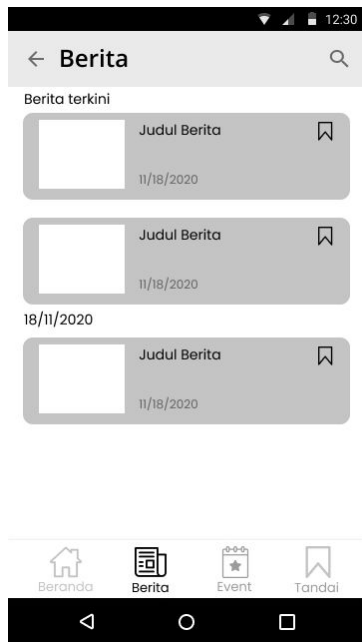 12:30
Berita
Berita terkini
Judul Berita
11/18/2020
Judul Berita
11/18/2020
18/11/2020
Judul Berita
11/18/2020
Beranda Berita Event Tandai